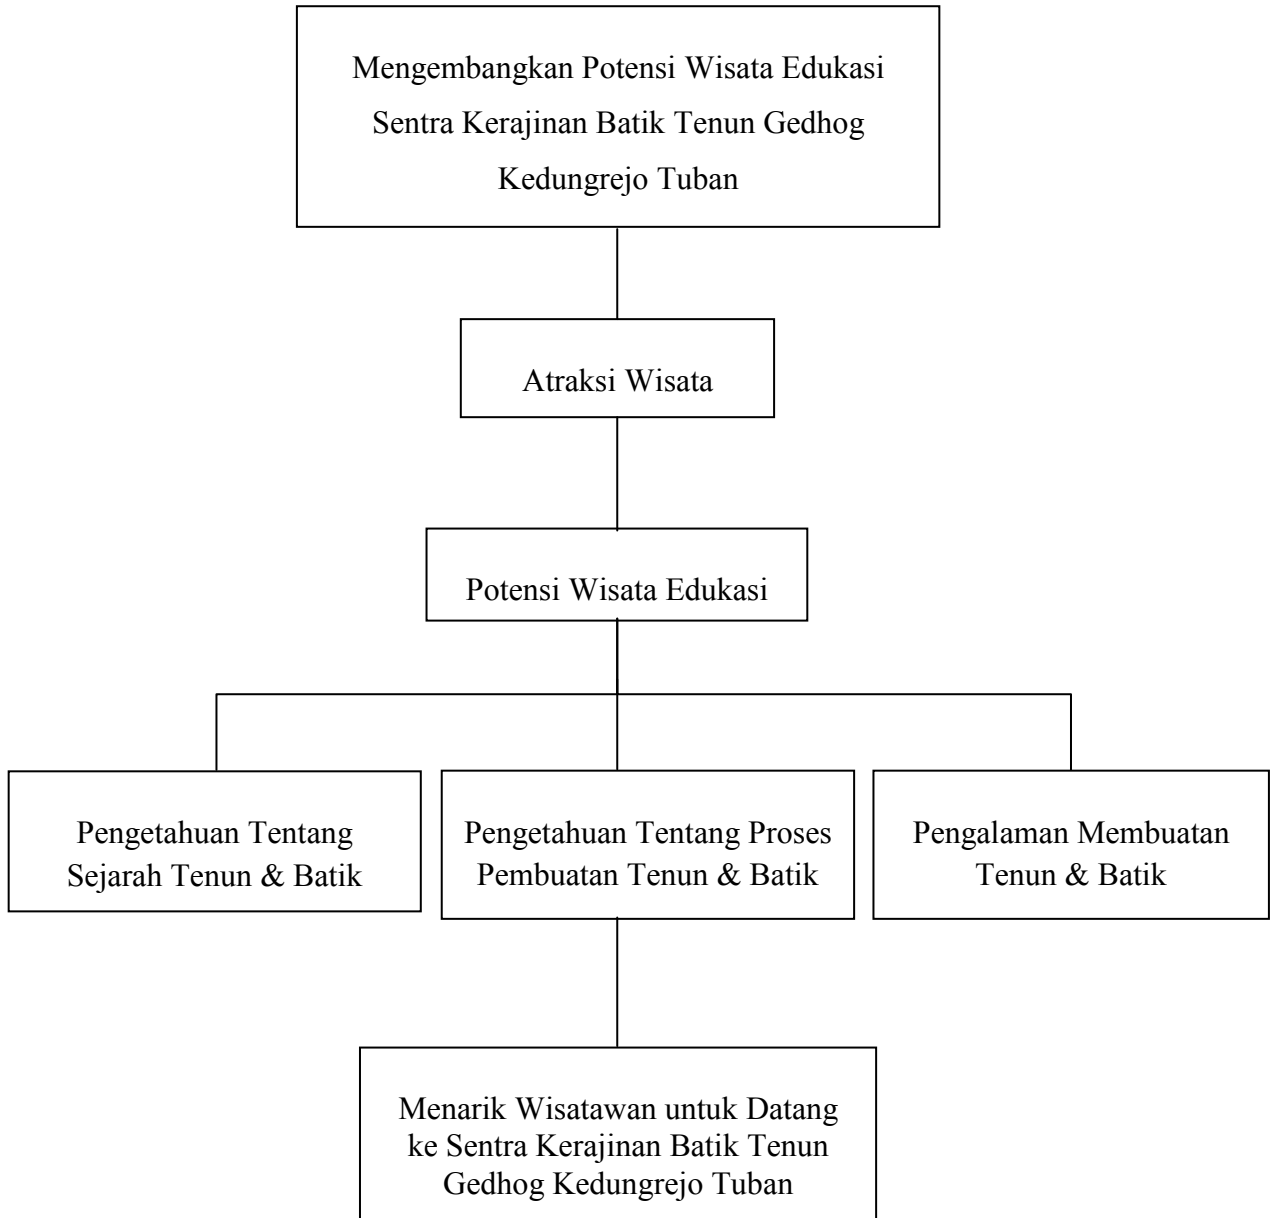 Mengembangkan Potensi Wisata Edukasi
Sentra Kerajinan Batik Tenun Gedhog
Kedungrejo Tuban
Atraksi Wisata
Potensi Wisata Edukasi
Pengetahuan Tentang
Sejarah Tenun & Batik
Pengetahuan Tentang Proses
Pembuatan Tenun & Batik
Pengalaman Membuatan
Tenun & Batik
Menarik Wisatawan untuk Datang
ke Sentra Kerajinan Batik Tenun
Gedhog Kedungrejo Tuban